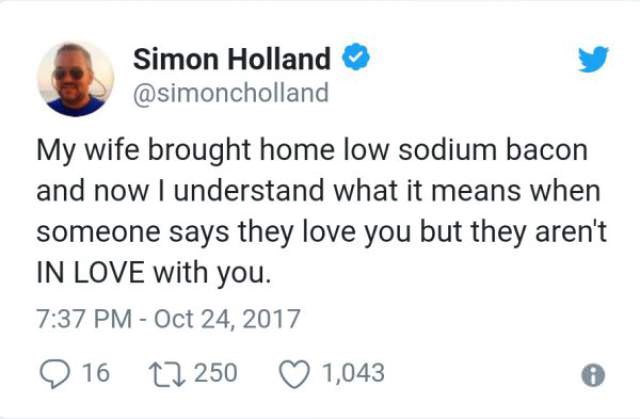 Simon Holland
@simoncholland
My wife brought home low sodium bacon
and now I understand what it means when
someone says they love you but they aren't
IN LOVE with you.
7:37 PM - Oct 24, 2017
16 250 1,043